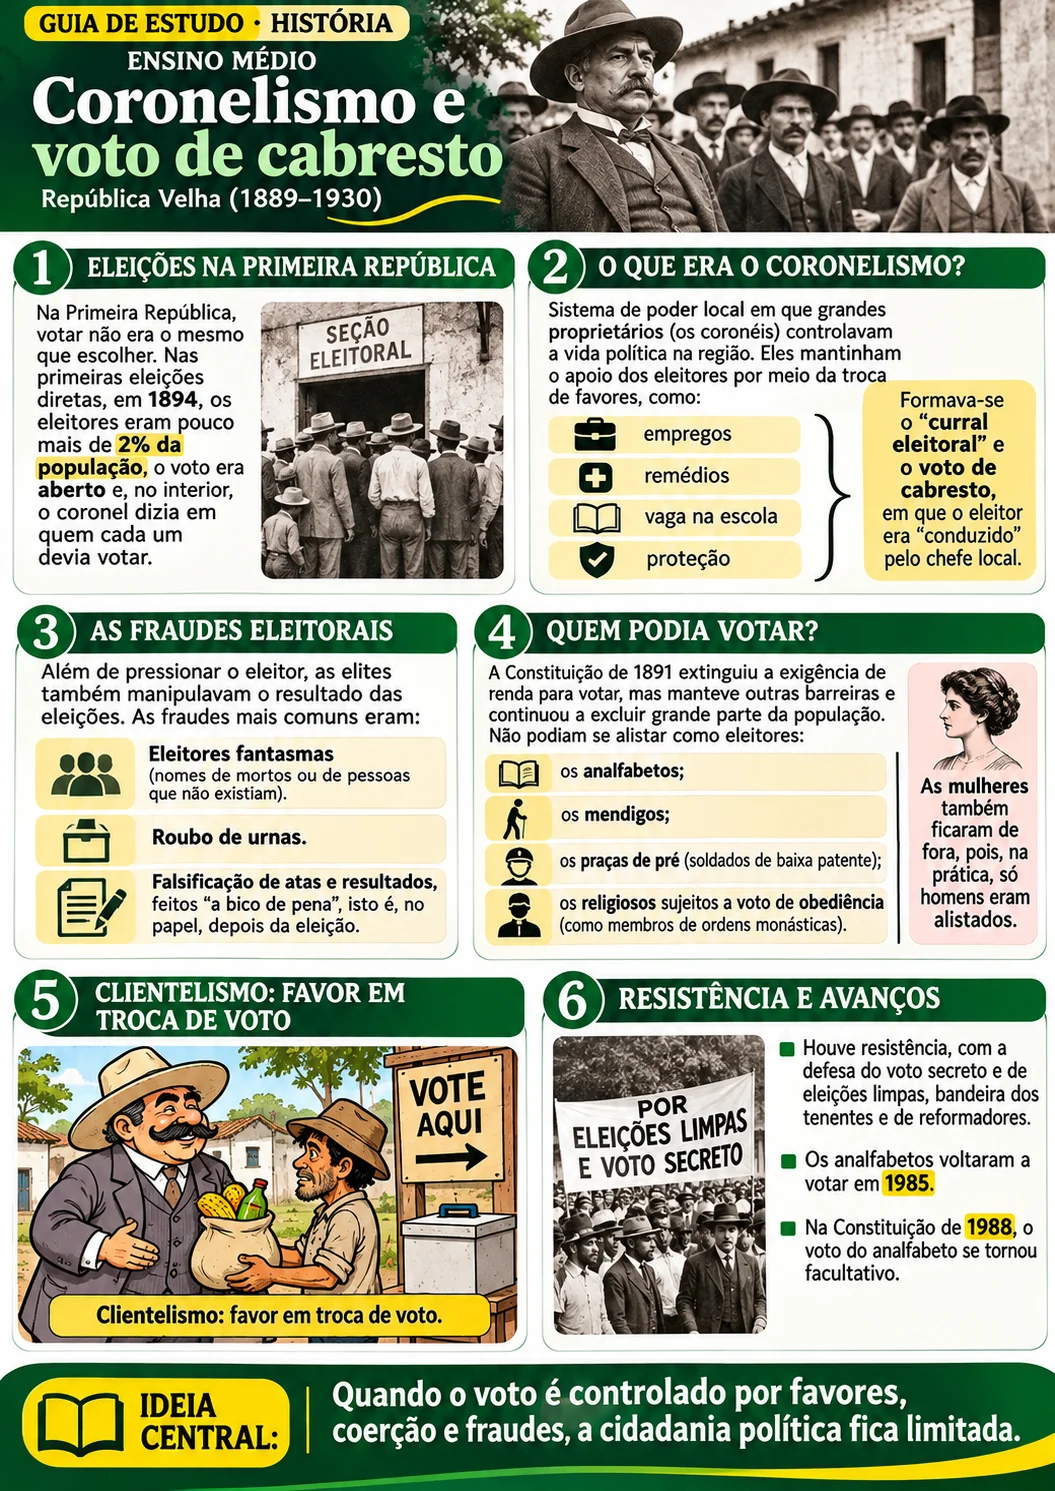 GUIA DE ESTUDO · HISTÓRIA
ENSINO MÉDIO
Coronelismo e
voto de cabresto
República Velha (1889–1930)
1 ELEIÇÕES NA PRIMEIRA REPÚBLICA
Na Primeira República,
votar não era o mesmo
que escolher. Nas
primeiras eleições
diretas, em 1894, os
eleitores eram pouco
mais de 2% da
população, o voto era
aberto e, no interior,
o coronel dizia em
quem cada um
devia votar.
SEÇÃO
ELEITORAL
2 O QUE ERA O CORONELISMO?
Sistema de poder local em que grandes
proprietários (os coronéis) controlavam
a vida política na região. Eles mantinham
o apoio dos eleitores por meio da troca
de favores, como:
empregos
remédios
vaga na escola
proteção
Formava-se
o “curral
eleitoral” e
o voto de
cabresto,
em que o eleitor
era “conduzido”
pelo chefe local.
3 AS FRAUDES ELEITORAIS
Além de pressionar o eleitor, as elites
também manipulavam o resultado das
eleições. As fraudes mais comuns eram:
Eleitores fantasmas
(nomes de mortos ou de pessoas
que não existiam).
Roubo de urnas.
Falsificação de atas e resultados,
feitos “a bico de pena”, isto é, no
papel, depois da eleição.
4 QUEM PODIA VOTAR?
A Constituição de 1891 extinguiu a exigência de
renda para votar, mas manteve outras barreiras e
continuou a excluir grande parte da população.
Não podiam se alistar como eleitores:
os analfabetos;
os mendigos;
os praças de pré (soldados de baixa patente);
os religiosos sujeitos a voto de obediência
(como membros de ordens monásticas).
As mulheres
também
ficaram de
fora, pois, na
prática, só
homens eram
alistados.
5 CLIENTELISMO: FAVOR EM
TROCA DE VOTO
VOTE
AQUI
Clientelismo: favor em troca de voto.
6 RESISTÊNCIA E AVANÇOS
POR
ELEIÇÕES LIMPAS
E VOTO SECRETO
Houve resistência, com a
defesa do voto secreto e de
eleições limpas, bandeira dos
tenentes e de reformadores.
Os analfabetos voltaram a
votar em 1985.
Na Constituição de 1988, o
voto do analfabeto se tornou
facultativo.
IDEIA
CENTRAL:
Quando o voto é controlado por favores,
coerção e fraudes, a cidadania política fica limitada.